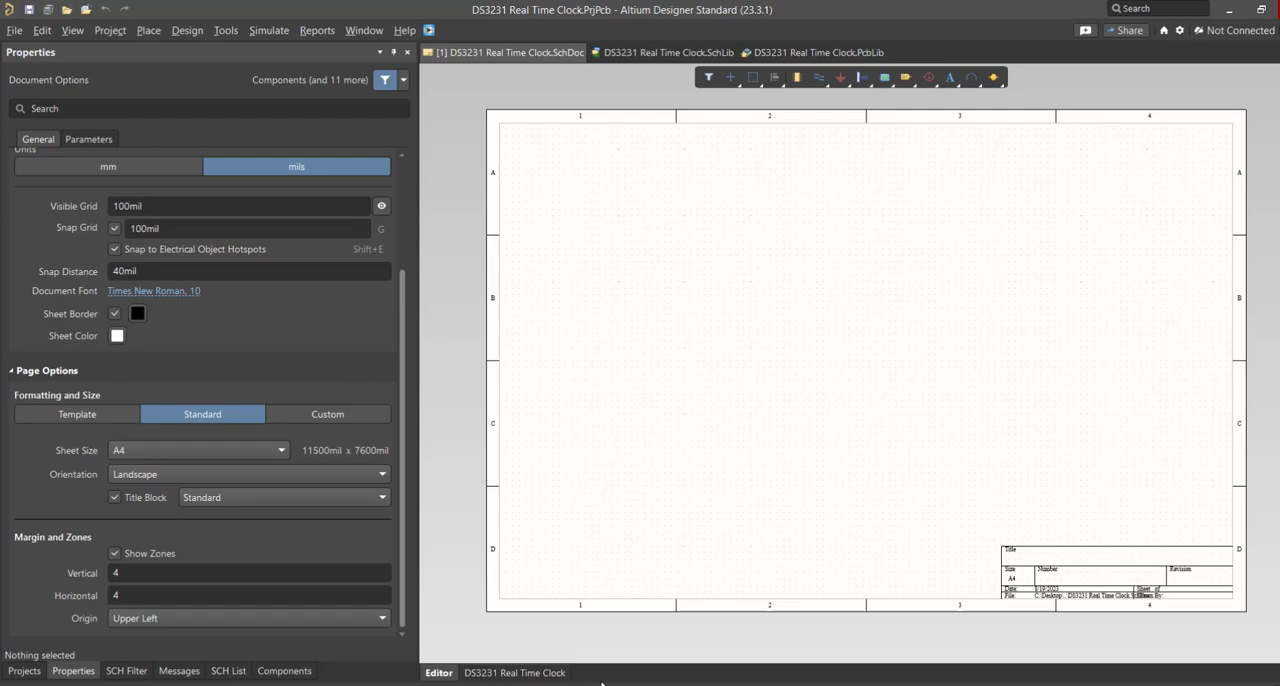 DS3231 Real Time Clock.PrjPcb - Altium Designer Standard (23.3.1)
Search
File Edit View Project Place Design Tools Simulate Reports Window Help
Share
Not Connected
Properties
[1] DS3231 Real Time Clock.SchDoc
DS3231 Real Time Clock.SchLib
DS3231 Real Time Clock.PcbLib
Document Options
Components (and 11 more)
Search
General Parameters
Units
mm mils
Visible Grid 100mil
Snap Grid 100mil G
Snap to Electrical Object Hotspots Shift+E
Snap Distance 40mil
Document Font Times New Roman, 10
Sheet Border
Sheet Color
Page Options
Formatting and Size
Template Standard Custom
Sheet Size A4 11500mil x 7600mil
Orientation Landscape
Title Block Standard
Margin and Zones
Show Zones
Vertical 4
Horizontal 4
Origin Upper Left
Nothing selected
Projects Properties SCH Filter Messages SCH List Components
1 2 3 4
A A
B B
C C
D D
Title
Size Number Revision
A4
Date: Sheet of
File:
1 2 3 4
Editor DS3231 Real Time Clock